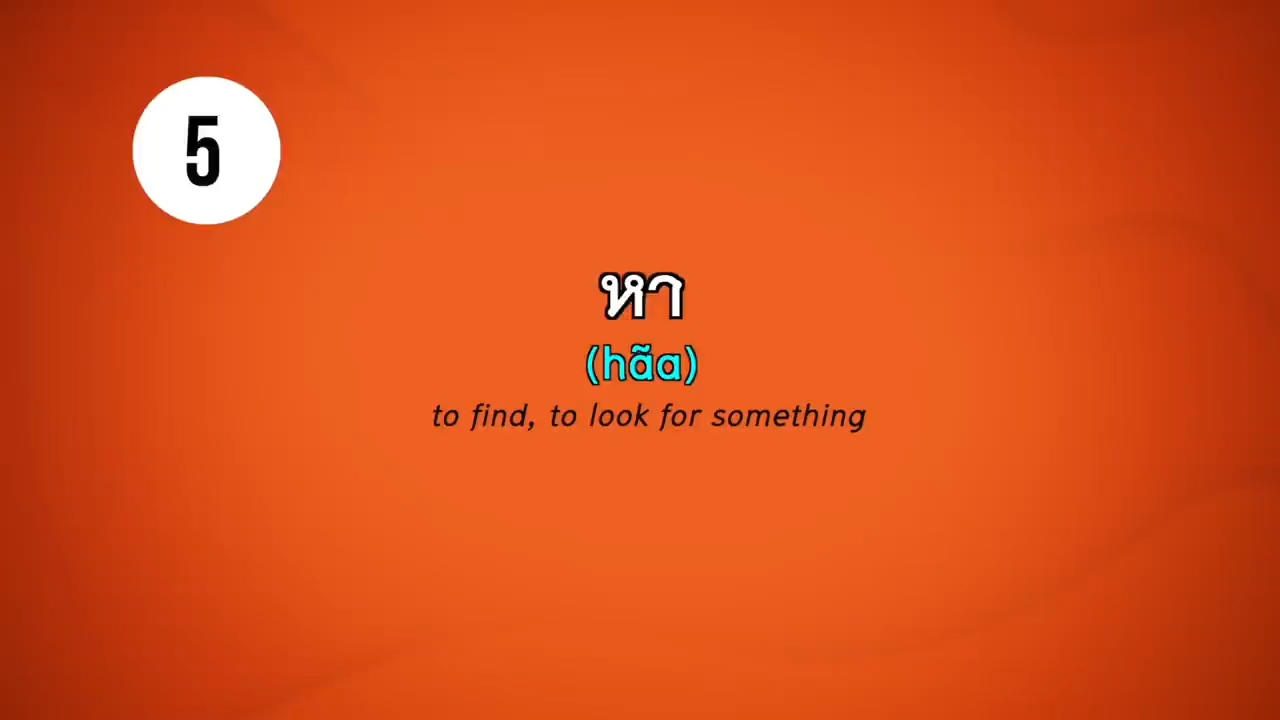 5
หา
(hãa)
to find, to look for something